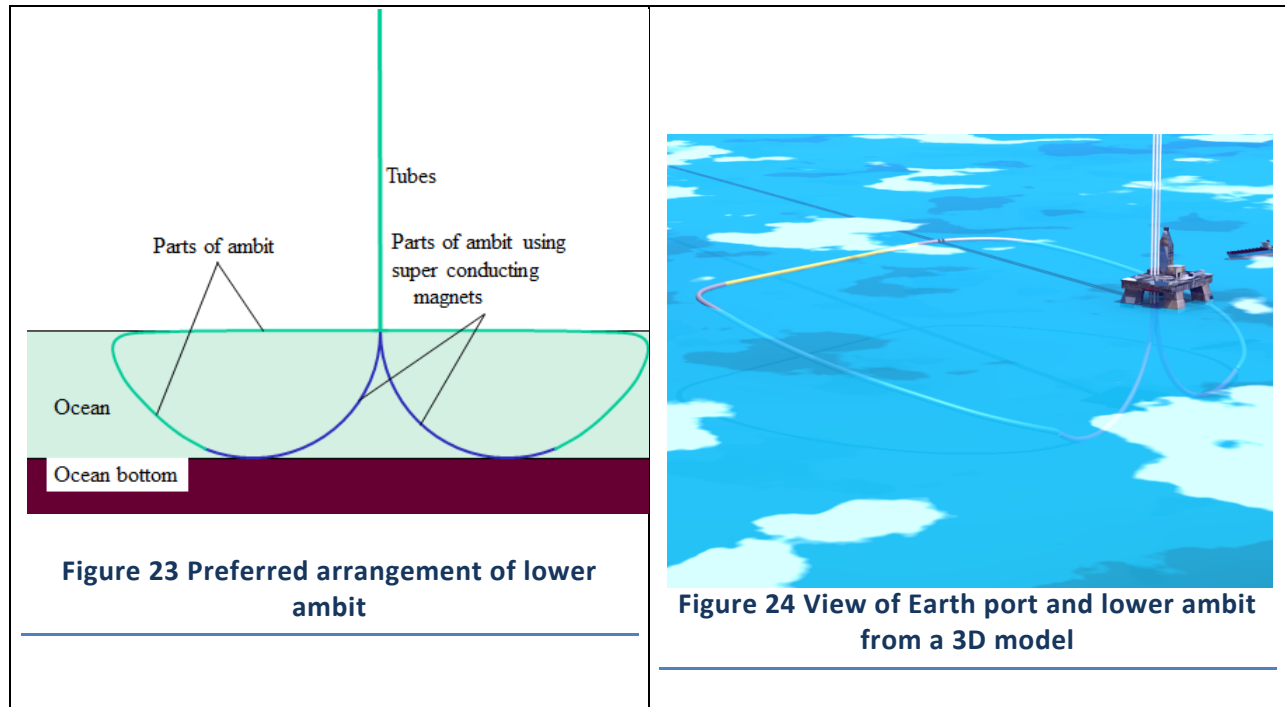 Tubes
Parts of ambit
Parts of ambit using
super conducting
magnets
Ocean
Ocean bottom
Figure 23 Preferred arrangement of lower
ambit
Figure 24 View of Earth port and lower ambit
from a 3D model